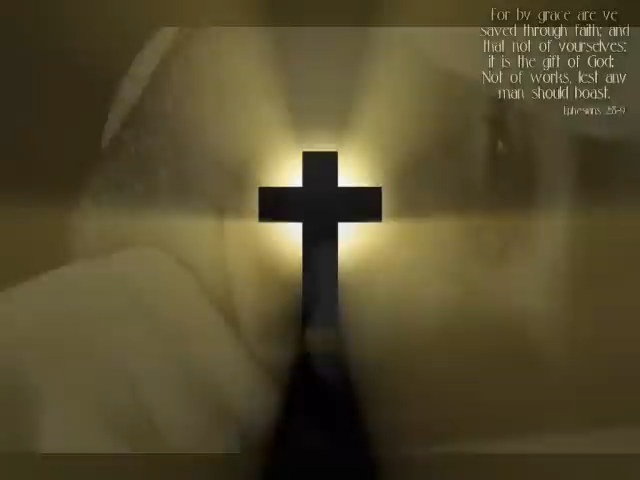 For by grace are ye
saved through faith; and
that not of yourselves:
it is the gift of God:
Not of works, lest any
man should boast.
Ephesians 2:8-9